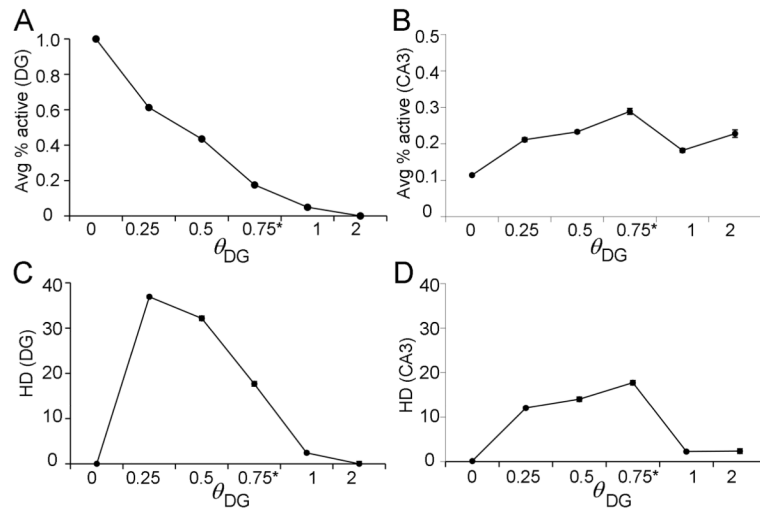 A
Avg % active (DG)
1.0
0.8
0.6
0.4
0.2
0
0 0.25 0.5 0.75* 1 2
θDG
B
Avg % active (CA3)
0.5
0.4
0.3
0.2
0.1
0
0 0.25 0.5 0.75* 1 2
θDG
C
HD (DG)
40
30
20
10
0
0 0.25 0.5 0.75* 1 2
θDG
D
HD (CA3)
40
30
20
10
0
0 0.25 0.5 0.75* 1 2
θDG